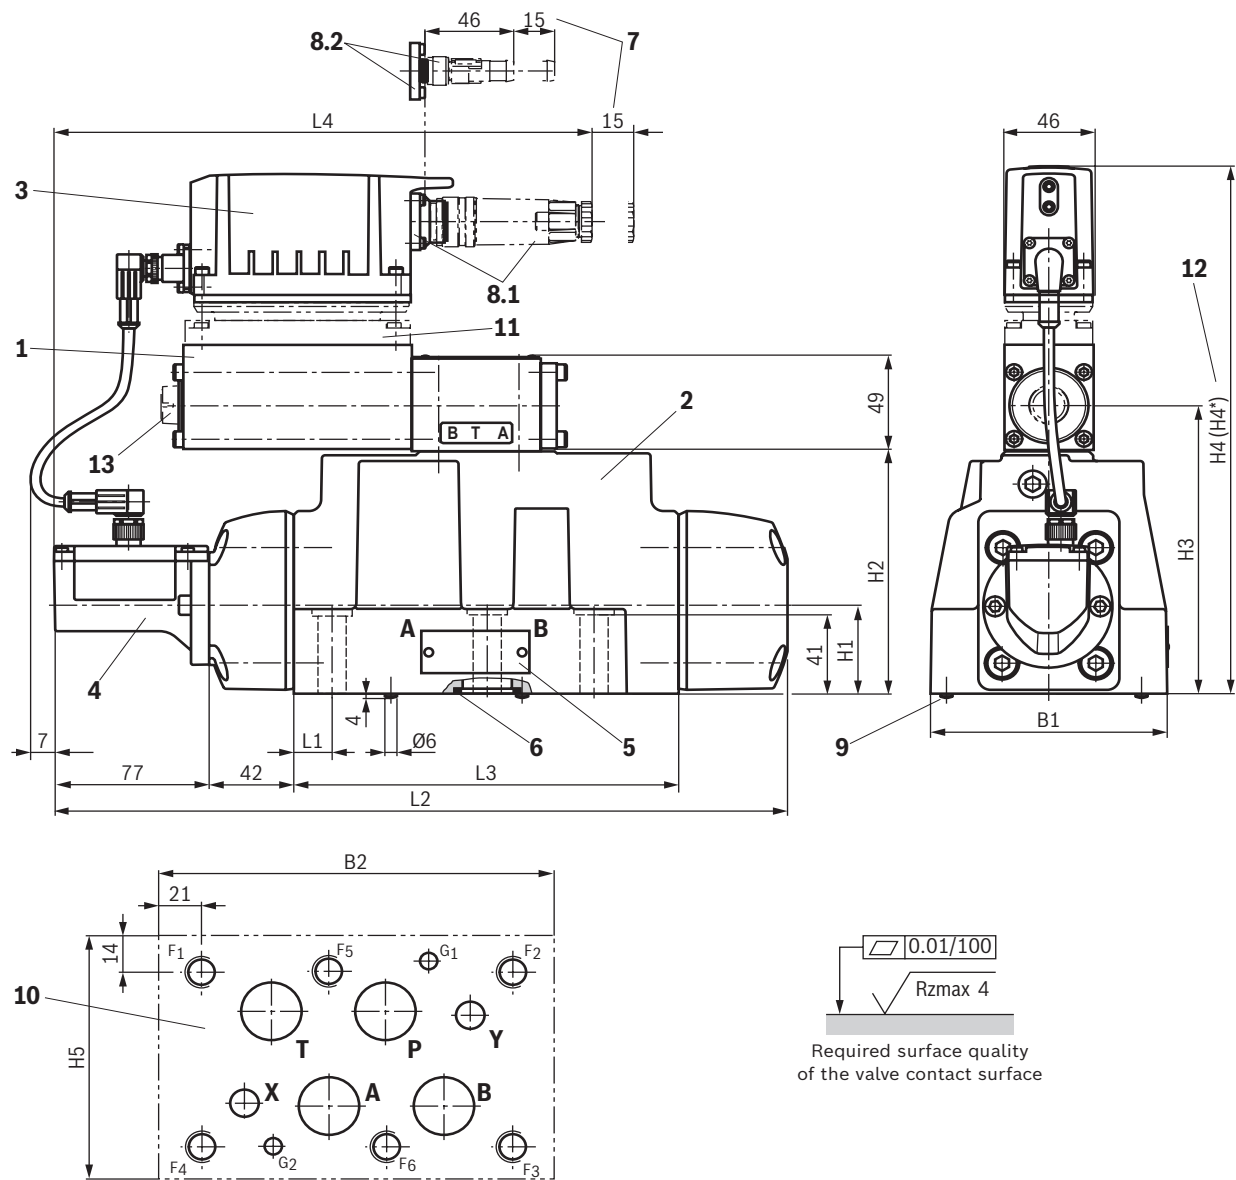 46
15
8.2
7
L4
15
46
3
8.1
12
11
1
H4 (H4*)
49
2
B T A
13
H3
H2
A
B
41
H1
4
4
6
5
9
B1
7
L1
Ø6
77
42
L3
L2
B2
21
14
F1
F5
G1
F2
0.01/100
Rzmax 4
10
T
P
Y
H5
Required surface quality
of the valve contact surface
X
A
B
F4
G2
F6
F3